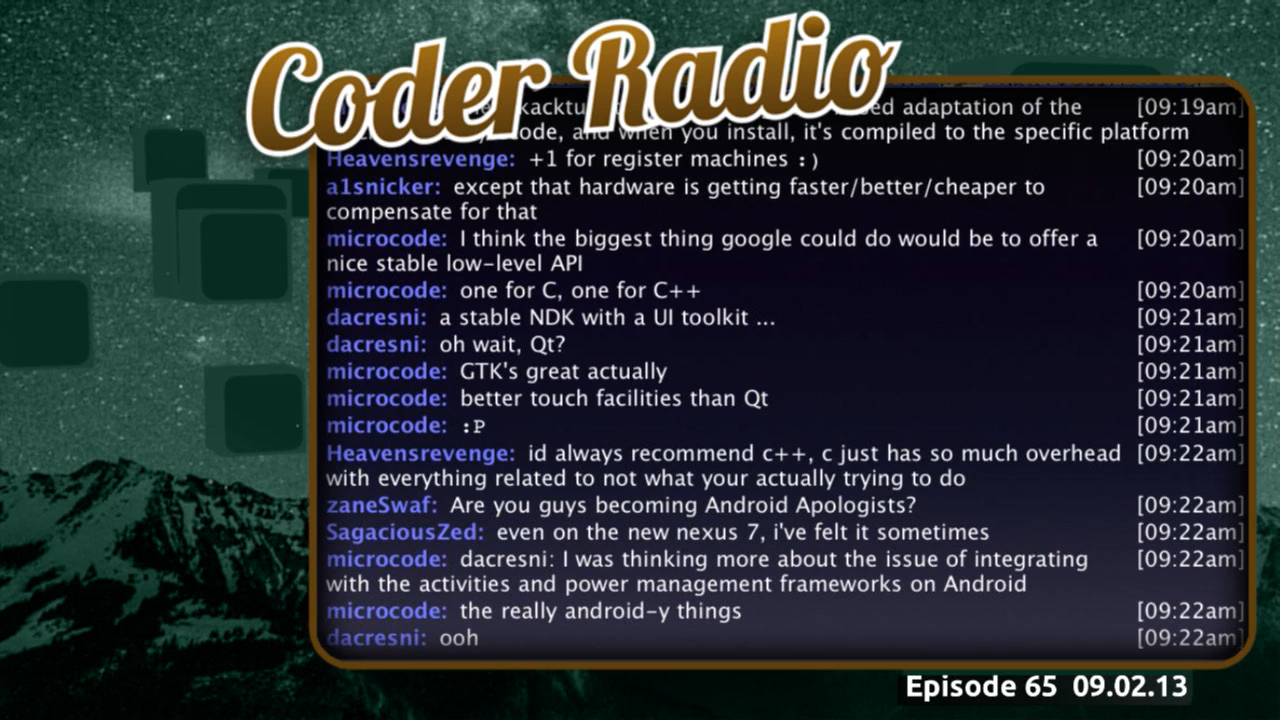 Coder Radio
ed adaptation of the [09:19am]
ode, and when you install, it's compiled to the specific platform
Heavensrevenge: +1 for register machines :) [09:20am]
a1snicker: except that hardware is getting faster/better/cheaper to [09:20am]
compensate for that
microcode: I think the biggest thing google could do would be to offer a [09:20am]
nice stable low-level API
microcode: one for C, one for C++ [09:20am]
dacresni: a stable NDK with a UI toolkit ... [09:21am]
dacresni: oh wait, Qt? [09:21am]
microcode: GTK's great actually [09:21am]
microcode: better touch facilities than Qt [09:21am]
microcode: :P [09:21am]
Heavensrevenge: id always recommend c++, c just has so much overhead [09:22am]
with everything related to not what your actually trying to do
zaneSwaf: Are you guys becoming Android Apologists? [09:22am]
SagaciousZed: even on the new nexus 7, i've felt it sometimes [09:22am]
microcode: dacresni: I was thinking more about the issue of integrating [09:22am]
with the activities and power management frameworks on Android
microcode: the really android-y things [09:22am]
dacresni: ooh [09:22am]
Episode 65 09.02.13